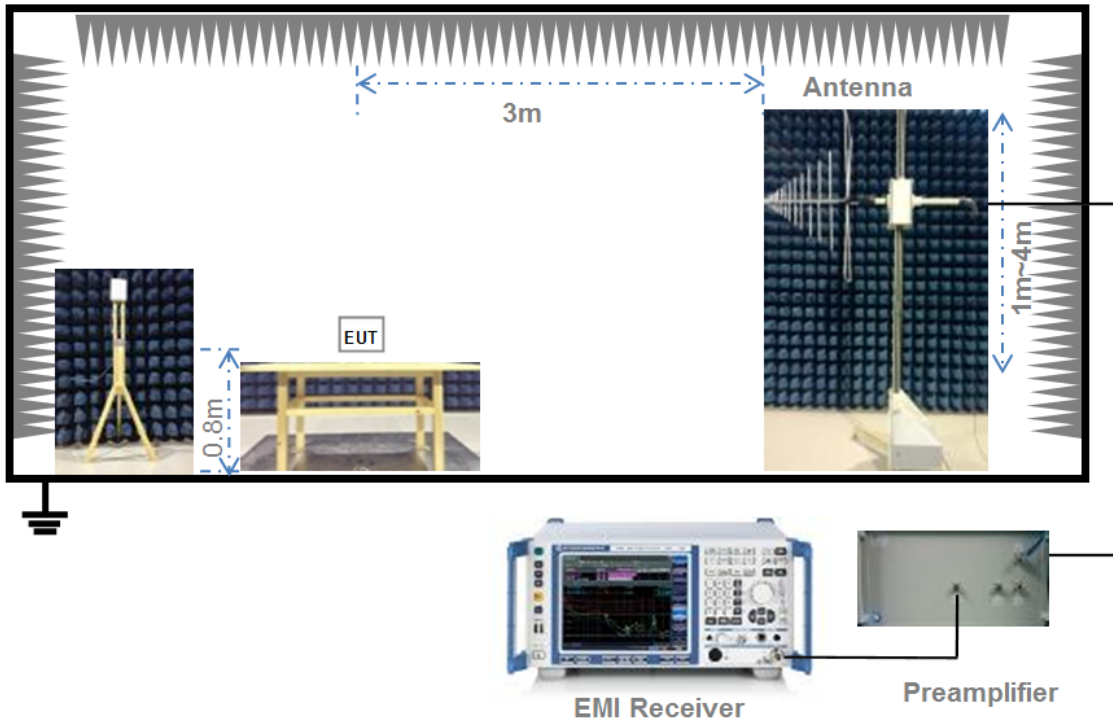 Antenna
3m
1m~4m
EUT
0.8m
EMI Receiver
Preamplifier